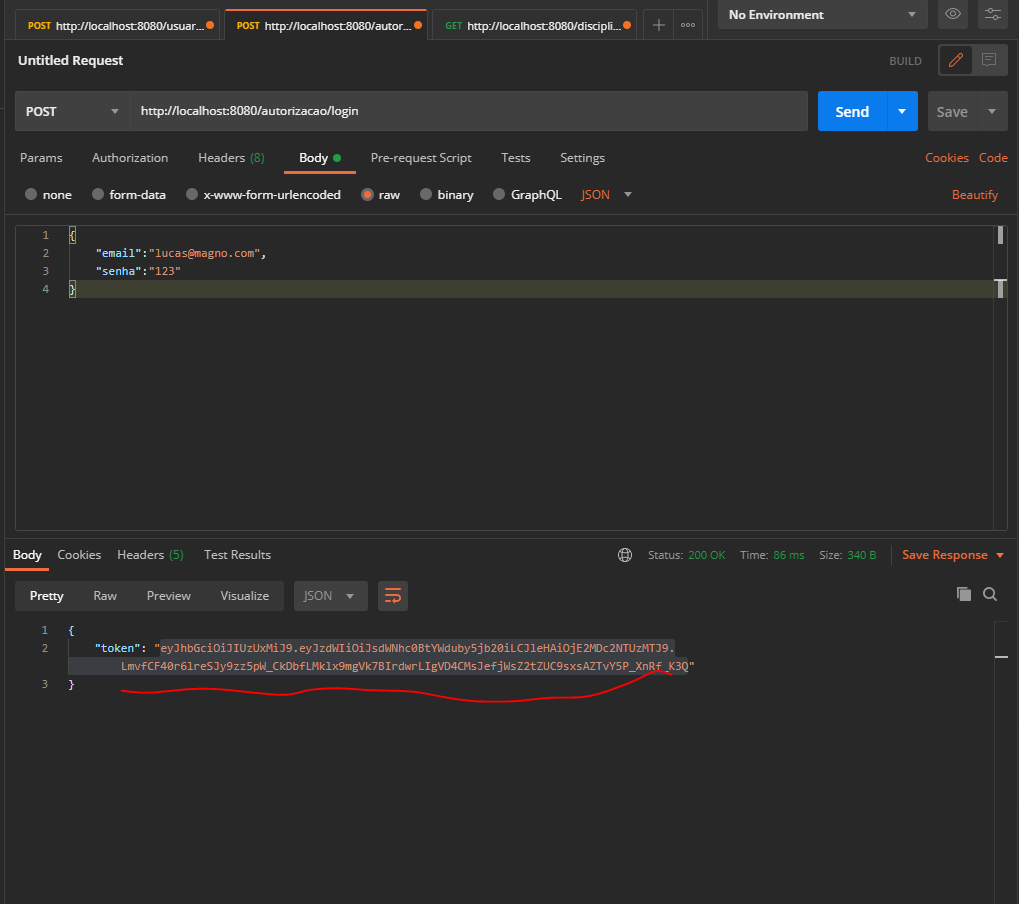 POST http://localhost:8080/usuar... POST http://localhost:8080/autor... GET http://localhost:8080/discipli... No Environment
Untitled Request BUILD
POST http://localhost:8080/autorizacao/login Send Save
Params Authorization Headers (8) Body Pre-request Script Tests Settings Cookies Code
none form-data x-www-form-urlencoded raw binary GraphQL JSON Beautify
1 {
2 "email":"lucas@magno.com",
3 "senha":"123"
4 }
Body Cookies Headers (5) Test Results Status: 200 OK Time: 86 ms Size: 340 B Save Response
Pretty Raw Preview Visualize JSON
1 {
2 "token": "eyJhbGciOiJIUzUxMiJ9.eyJzdWIiOiJsdWNhc0BtYWduby5jb20iLCJleHAiOjE2MDc2NTUzMTJ9.
LmvfCF40r6lreSJy9zz5pW_CkDbfLMklx9mgVk7BIrdwrLIgVD4CMsJefjWsZ2tZUC9sxsAZTvY5P_XnRf_K3Q"
3 }